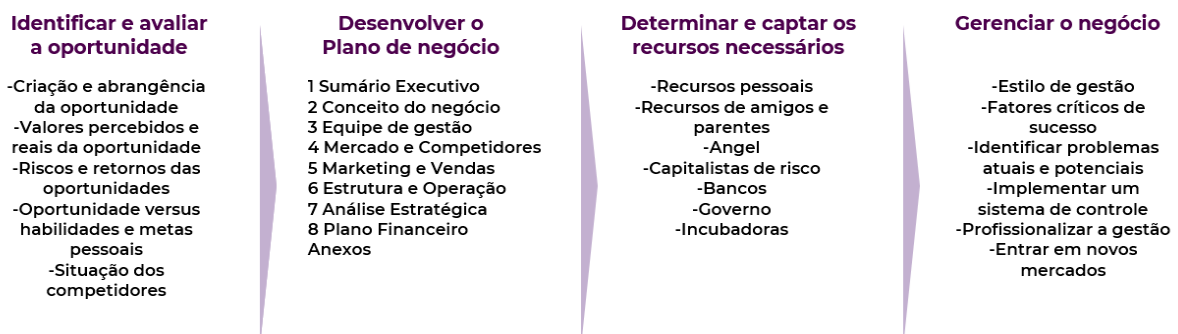 Identificar e avaliar
a oportunidade
-Criação e abrangência
da oportunidade
-Valores percebidos e
reais da oportunidade
-Riscos e retornos das
oportunidades
-Oportunidade versus
habilidades e metas
pessoais
-Situação dos
competidores
Desenvolver o
Plano de negócio
1 Sumário Executivo
2 Conceito do negócio
3 Equipe de gestão
4 Mercado e Competidores
5 Marketing e Vendas
6 Estrutura e Operação
7 Análise Estratégica
8 Plano Financeiro
Anexos
Determinar e captar os
recursos necessários
-Recursos pessoais
-Recursos de amigos e
parentes
-Angel
-Capitalistas de risco
-Bancos
-Governo
-Incubadoras
Gerenciar o negócio
-Estilo de gestão
-Fatores críticos de
sucesso
-Identificar problemas
atuais e potenciais
-Implementar um
sistema de controle
-Profissionalizar a gestão
-Entrar em novos
mercados